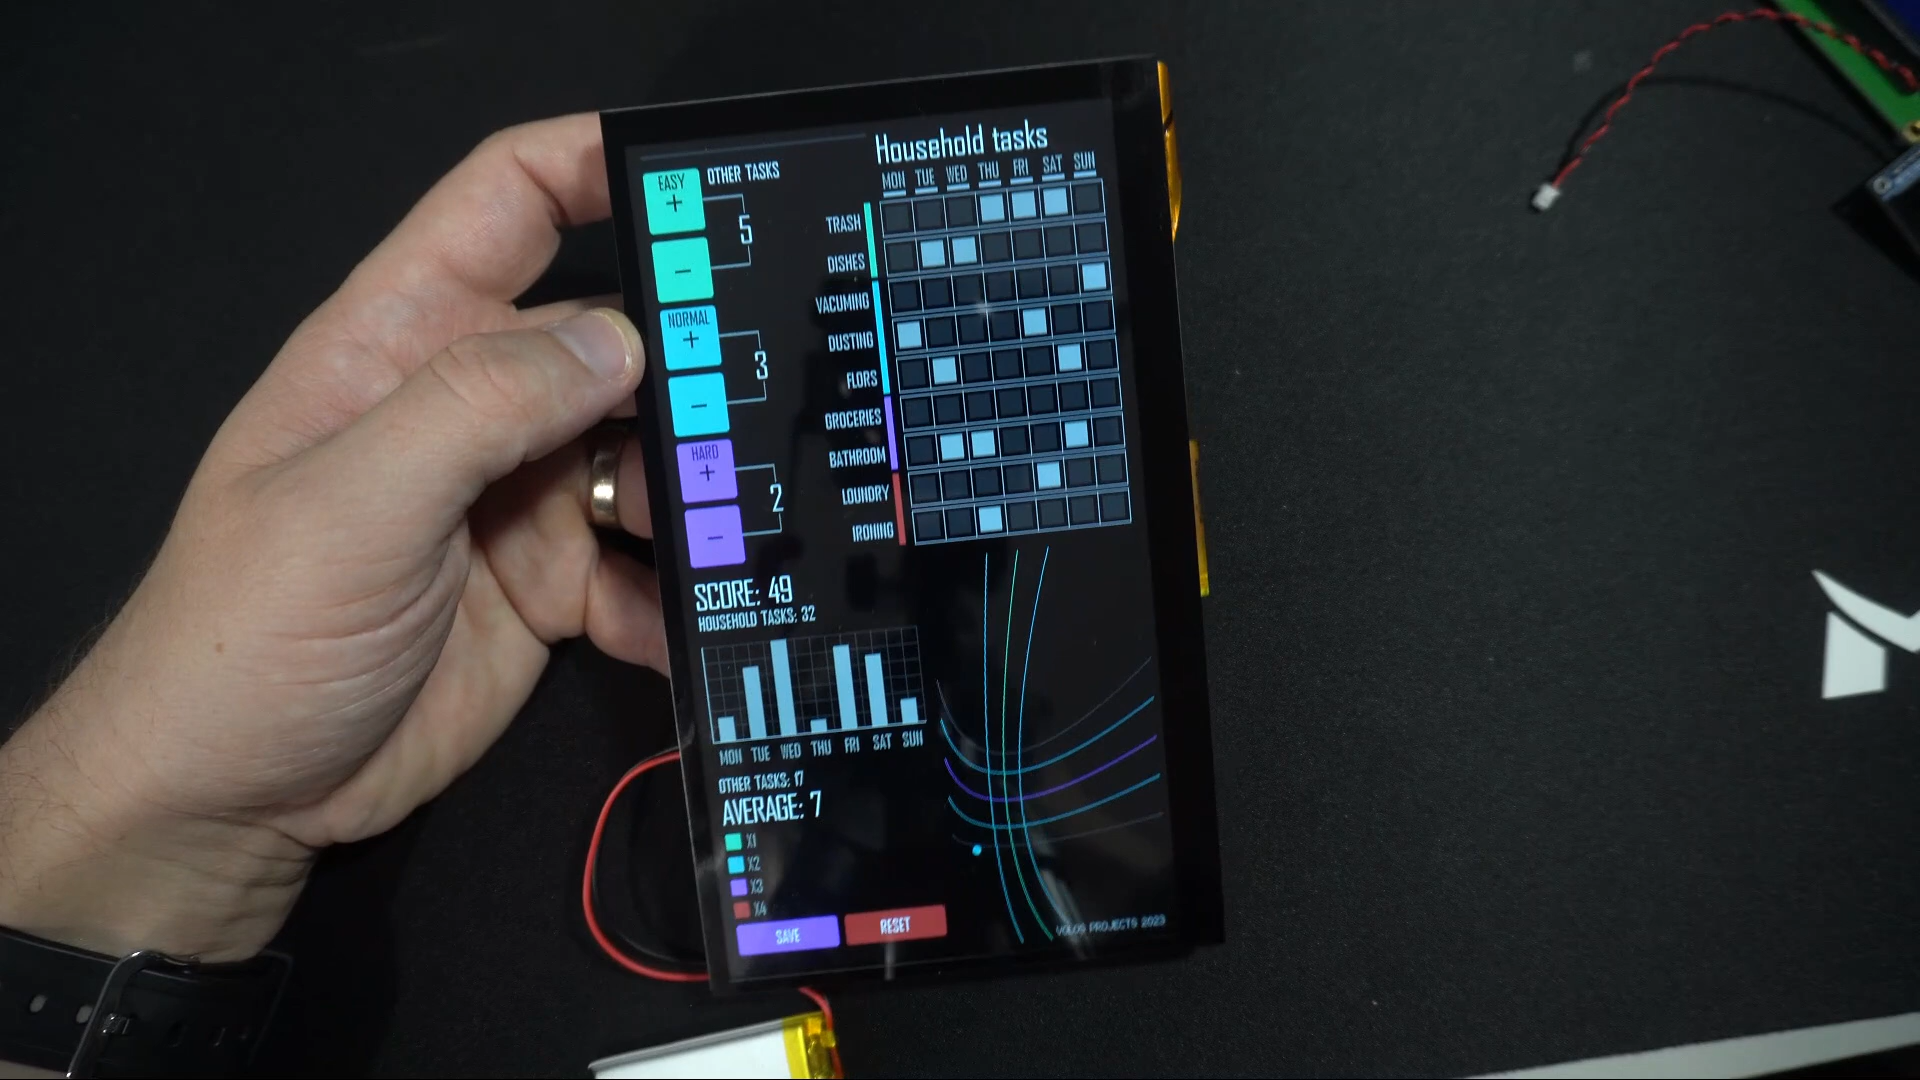 Household tasks
MON TUE WED THU FRI SAT SUN
EASY
+
-
OTHER TASKS
5
NORMAL
+
-
3
HARD
+
-
2
TRASH
DISHES
VACUMING
DUSTING
FLORS
GROCERIES
BATHROOM
LOUNDRY
IRONING
SCORE: 49
HOUSEHOLD TASKS: 32
MON TUE WED THU FRI SAT SUN
OTHER TASKS: 17
AVERAGE: 7
X1
X2
X3
X4
SAVE
RESET
VOLOS PROJECTS 2023